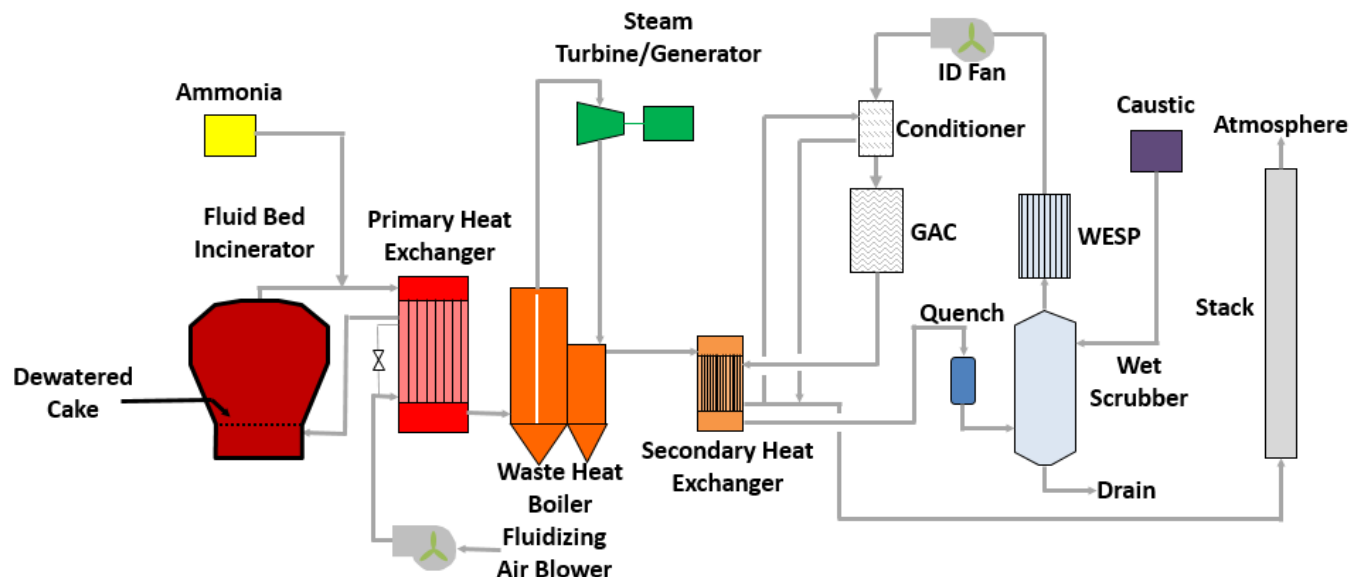 Steam
Turbine/Generator
ID Fan
Ammonia
Caustic
Conditioner
Atmosphere
Fluid Bed
Incinerator
Primary Heat
Exchanger
GAC
WESP
Quench
Stack
Dewatered
Cake
Wet
Scrubber
Secondary Heat
Exchanger
Waste Heat
Boiler
Drain
Fluidizing
Air Blower